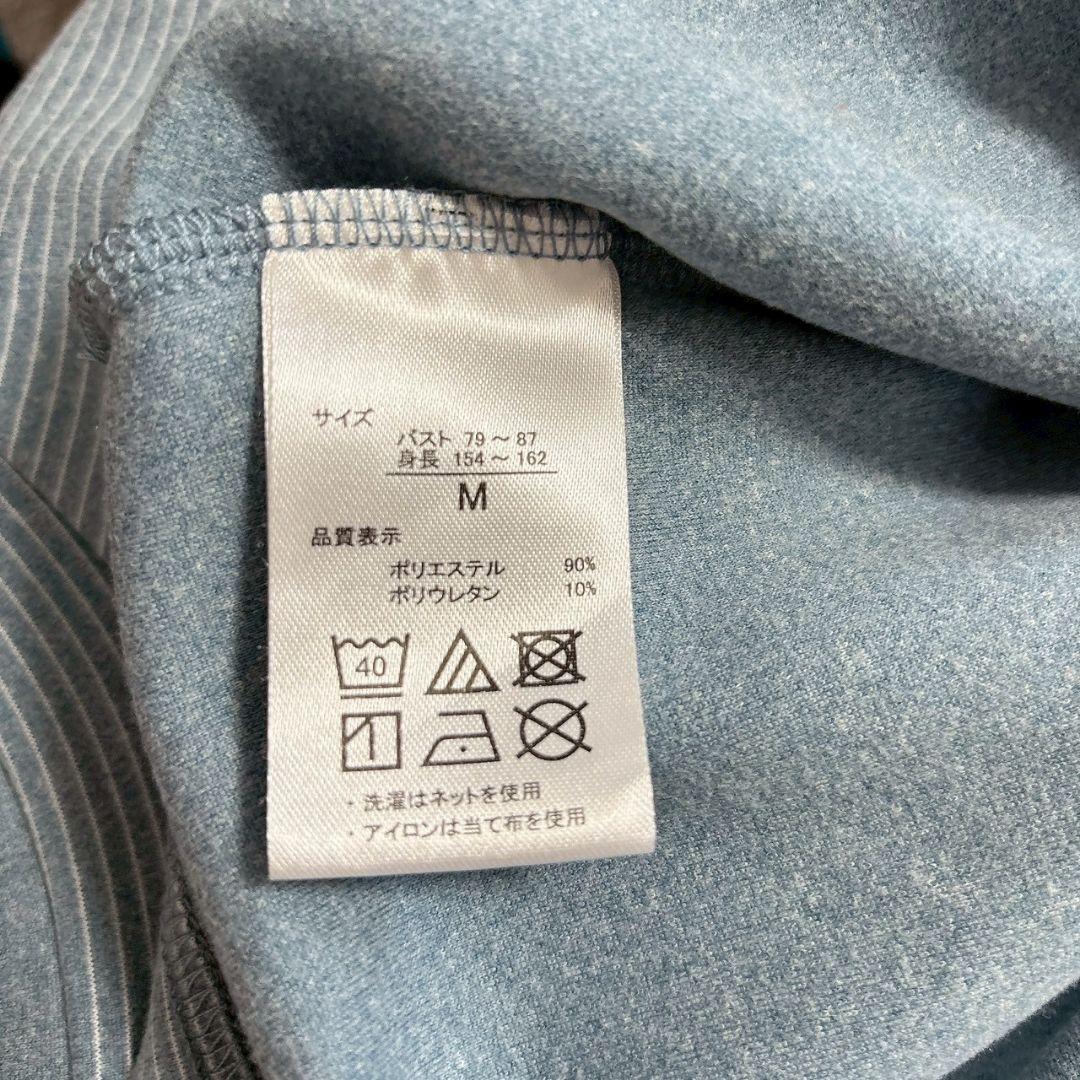 サイズ
バスト 79～87
身長 154～162
M
品質表示
ポリエステル 90%
ポリウレタン 10%
40
・洗濯はネットを使用
・アイロンは当て布を使用